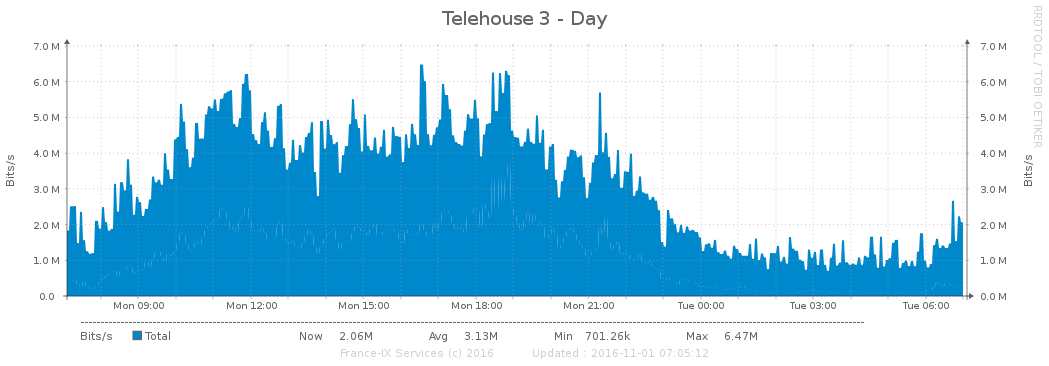 Telehouse 3 - Day
RRDTOOL / TOBI OETIKER
Bits/s
7.0 M
6.0 M
5.0 M
4.0 M
3.0 M
2.0 M
1.0 M
0.0
7.0 M
6.0 M
5.0 M
4.0 M
3.0 M
2.0 M
1.0 M
0.0 M
Bits/s
Mon 09:00 Mon 12:00 Mon 15:00 Mon 18:00 Mon 21:00 Tue 00:00 Tue 03:00 Tue 06:00
Bits/s Total Now 2.06M Avg 3.13M Min 701.26k Max 6.47M
France-IX Services (c) 2016 Updated : 2016-11-01 07:05:12